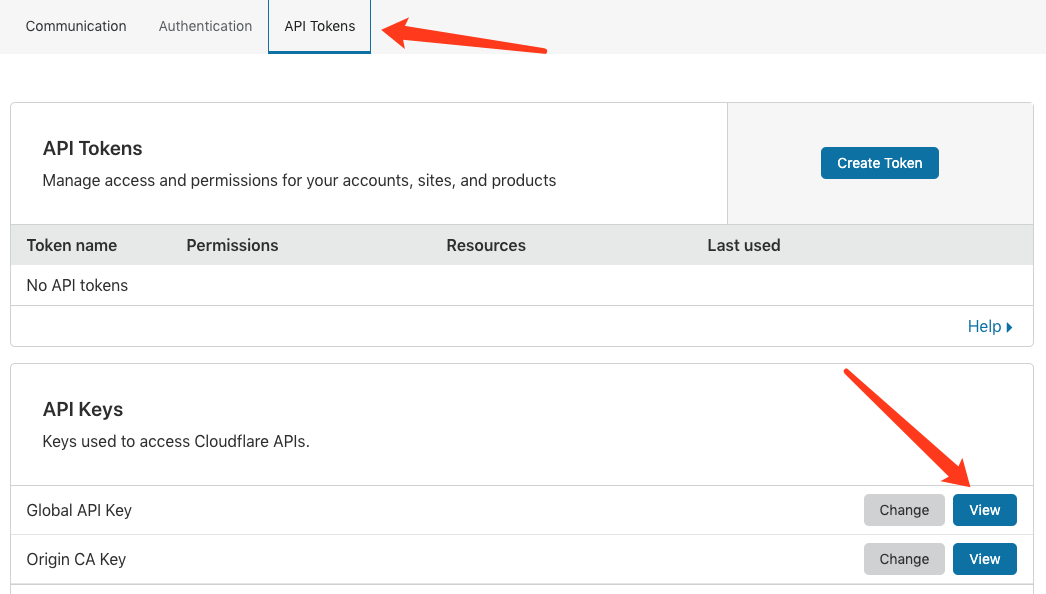 Communication Authentication API Tokens
API Tokens
Manage access and permissions for your accounts, sites, and products
Create Token
Token name Permissions Resources Last used
No API tokens
Help
API Keys
Keys used to access Cloudflare APIs.
Global API Key Change View
Origin CA Key Change View